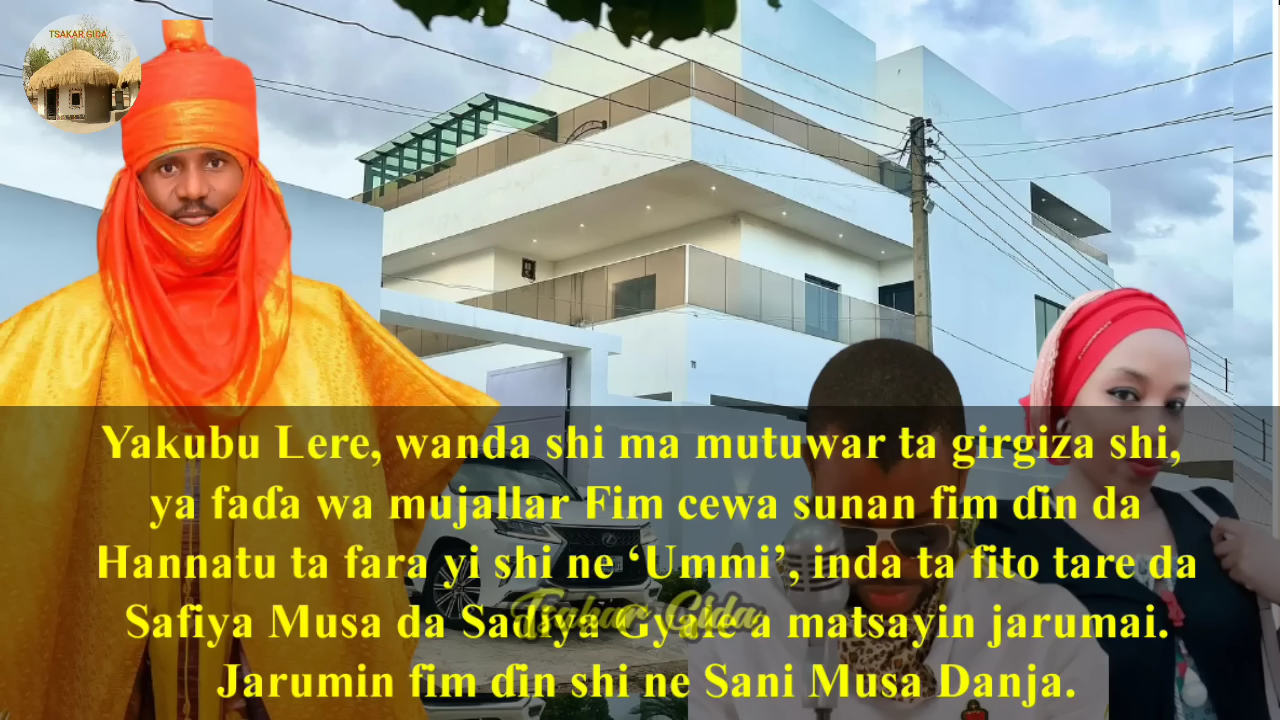 TSAKAR GIDA
Yakubu Lere, wanda shi ma mutuwar ta girgiza shi,
ya faɗa wa mujallar Fim cewa sunan fim ɗin da
Hannatu ta fara yi shi ne ‘Ummi’, inda ta fito tare da
Safiya Musa da Sadiya Gyale a matsayin jarumai.
Tsakar Gida
Jarumin fim ɗin shi ne Sani Musa Danja.